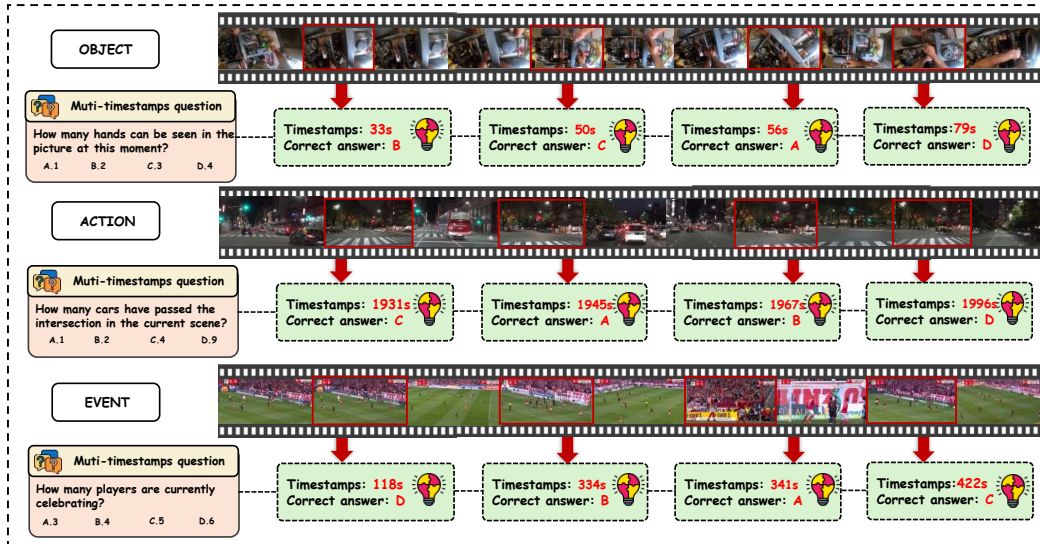 OBJECT
Muti-timestamps question
How many hands can be seen in the
picture at this moment?
A.1 B.2 C.3 D.4
Timestamps: 33s
Correct answer: B
Timestamps: 50s
Correct answer: C
Timestamps: 56s
Correct answer: A
Timestamps:79s
Correct answer: D
ACTION
Muti-timestamps question
How many cars have passed the
intersection in the current scene?
A.1 B.2 C.4 D.9
Timestamps: 1931s
Correct answer: C
Timestamps: 1945s
Correct answer: A
Timestamps: 1967s
Correct answer: B
Timestamps: 1996s
Correct answer: D
EVENT
Muti-timestamps question
How many players are currently
celebrating?
A.3 B.4 C.5 D.6
Timestamps: 118s
Correct answer: D
Timestamps: 334s
Correct answer: B
Timestamps: 341s
Correct answer: A
Timestamps:422s
Correct answer: C